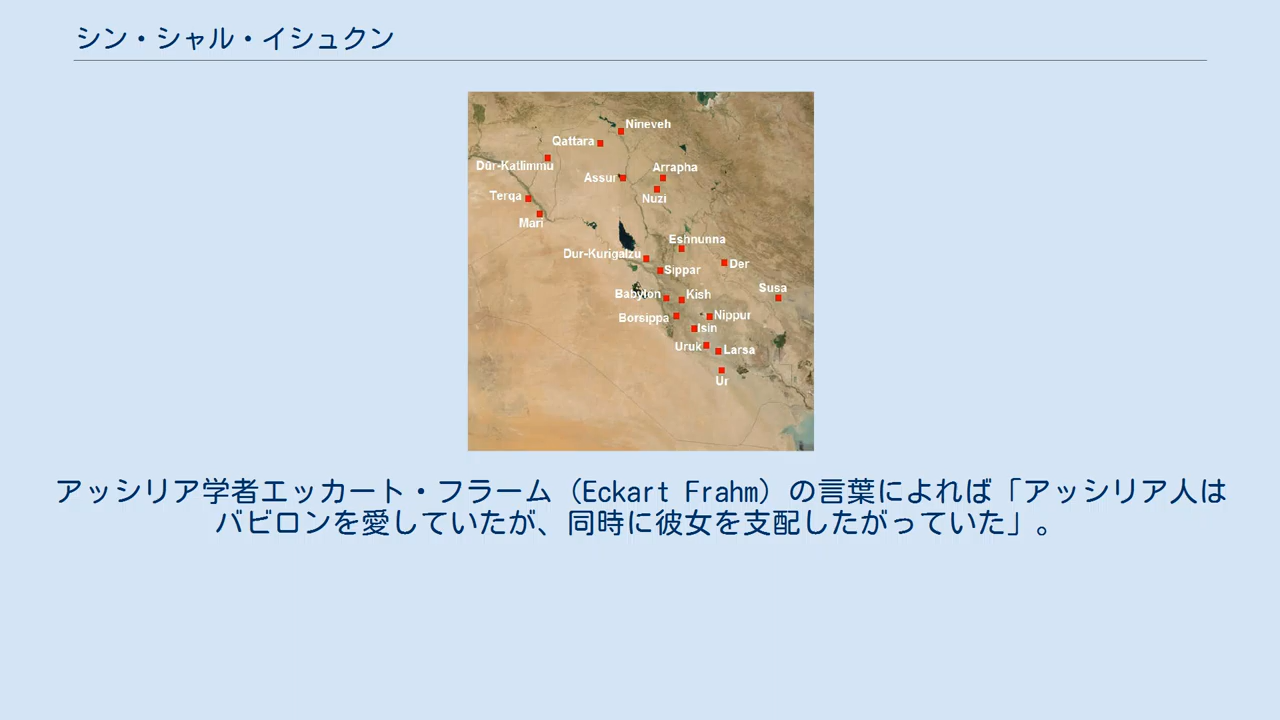 シン・シャル・イシュクン
Nineveh
Qattara
Dūr-Katlimmu
Assur
Arrapha
Terqa
Nuzi
Mari
Eshnunna
Dur-Kurigalzu
Der
Sippar
Susa
Babylon
Kish
Borsippa
Nippur
Isin
Uruk
Larsa
Ur
アッシリア学者エッカート・フラーム（Eckart Frahm）の言葉によれば「アッシリア人は
バビロンを愛していたが、同時に彼女を支配したがっていた」。